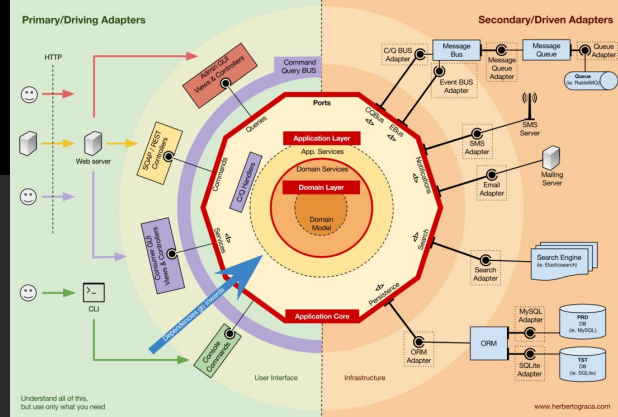 Primary/Driving Adapters
Secondary/Driven Adapters
HTTP
Web server
CLI
Admin GUI
Views & Controllers
SOAP / REST
Controllers
Consumer GUI
Views & Controllers
Console
Commands
Command
Query BUS
Ports
Queries
Commands
Services
C/Q Handlers
Application Layer
App. Services
Domain Services
Domain Layer
Domain
Model
Application Core
Dependencies go inwards
CQBus
</>
EBus
</>
Notifications
</>
Search
</>
Persistence
</>
</>
C/Q BUS
Adapter
Message
Bus
Event BUS
Adapter
Message
Queue
Adapter
Message
Queue
Queue
Adapter
Queue
(ie. RabbitMQ)
SMS
Adapter
SMS
Server
Email
Adapter
Mailing
Server
Search
Adapter
Search Engine
(ie. Elasticsearch)
ORM
Adapter
ORM
MySQL
Adapter
PRD
DB
(ie. MySQL)
SQLite
Adapter
TST
DB
(ie. SQLite)
User Interface
Infrastructure
Understand all of this,
but use only what you need
www.herbertograca.com